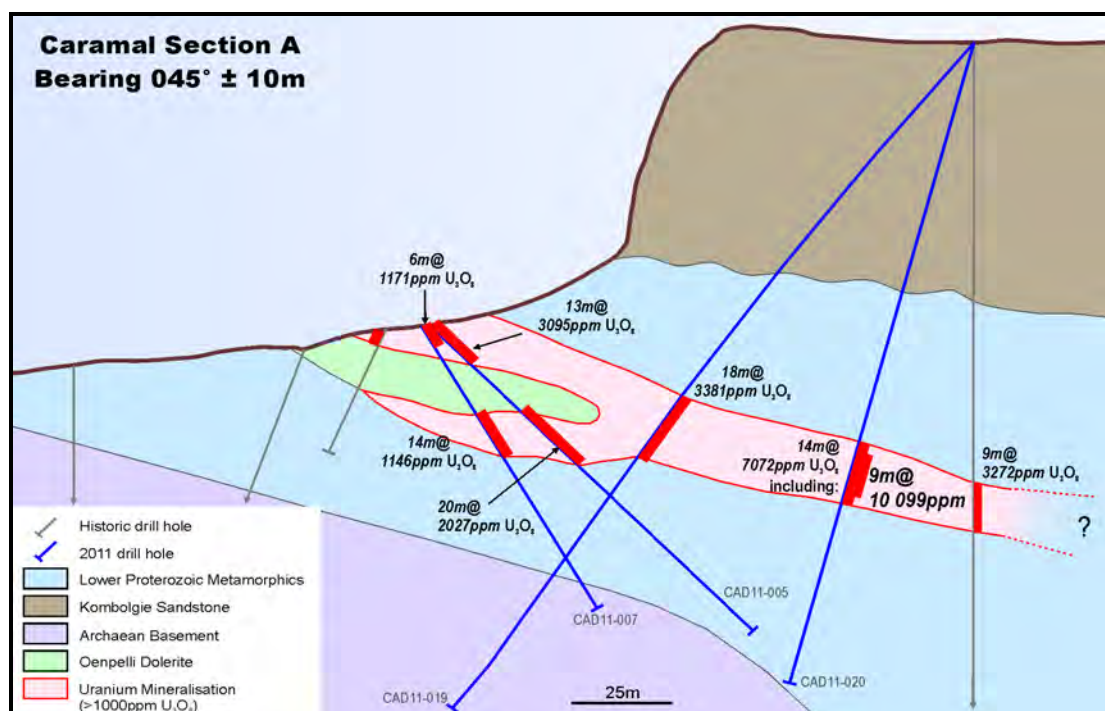 Caramal Section A
Bearing 045° ± 10m
6m@
1171ppm U₃O₈
13m@
3095ppm U₃O₈
18m@
3381ppm U₃O₈
14m@
1146ppm U₃O₈
20m@
2027ppm U₃O₈
14m@
7072ppm U₃O₈
including:
9m@
10 099ppm
9m@
3272ppm U₃O₈
?
CAD11-005
CAD11-007
CAD11-019
CAD11-020
25m
Historic drill hole
2011 drill hole
Lower Proterozoic Metamorphics
Kombolgie Sandstone
Archaean Basement
Oenpelli Dolerite
Uranium Mineralisation
(>1000ppm U₃O₈)